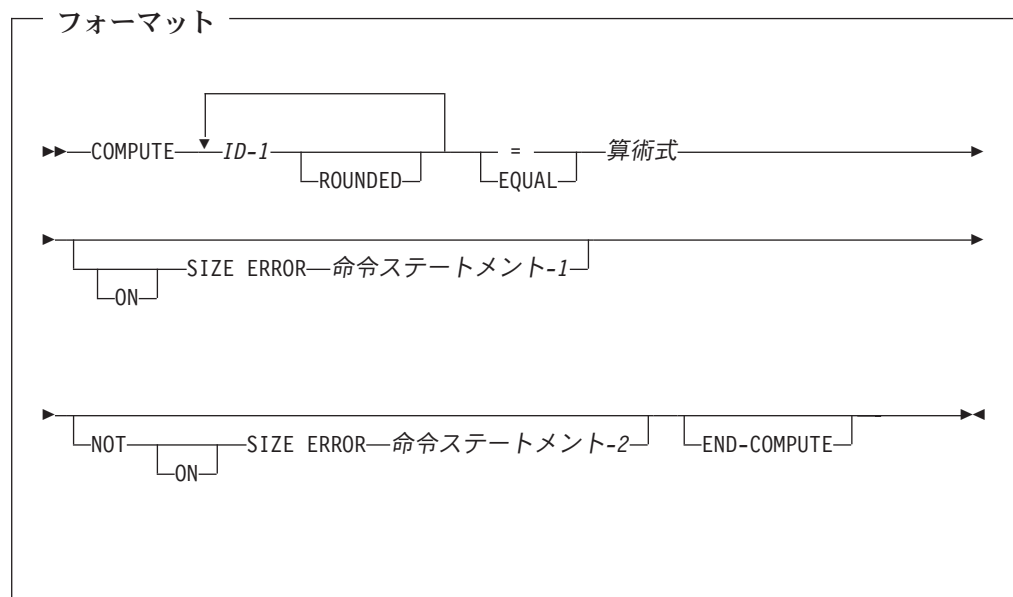 フォーマット
COMPUTE ID-1 ROUNDED = EQUAL 算術式
ON SIZE ERROR 命令ステートメント-1
NOT ON SIZE ERROR 命令ステートメント-2 END-COMPUTE